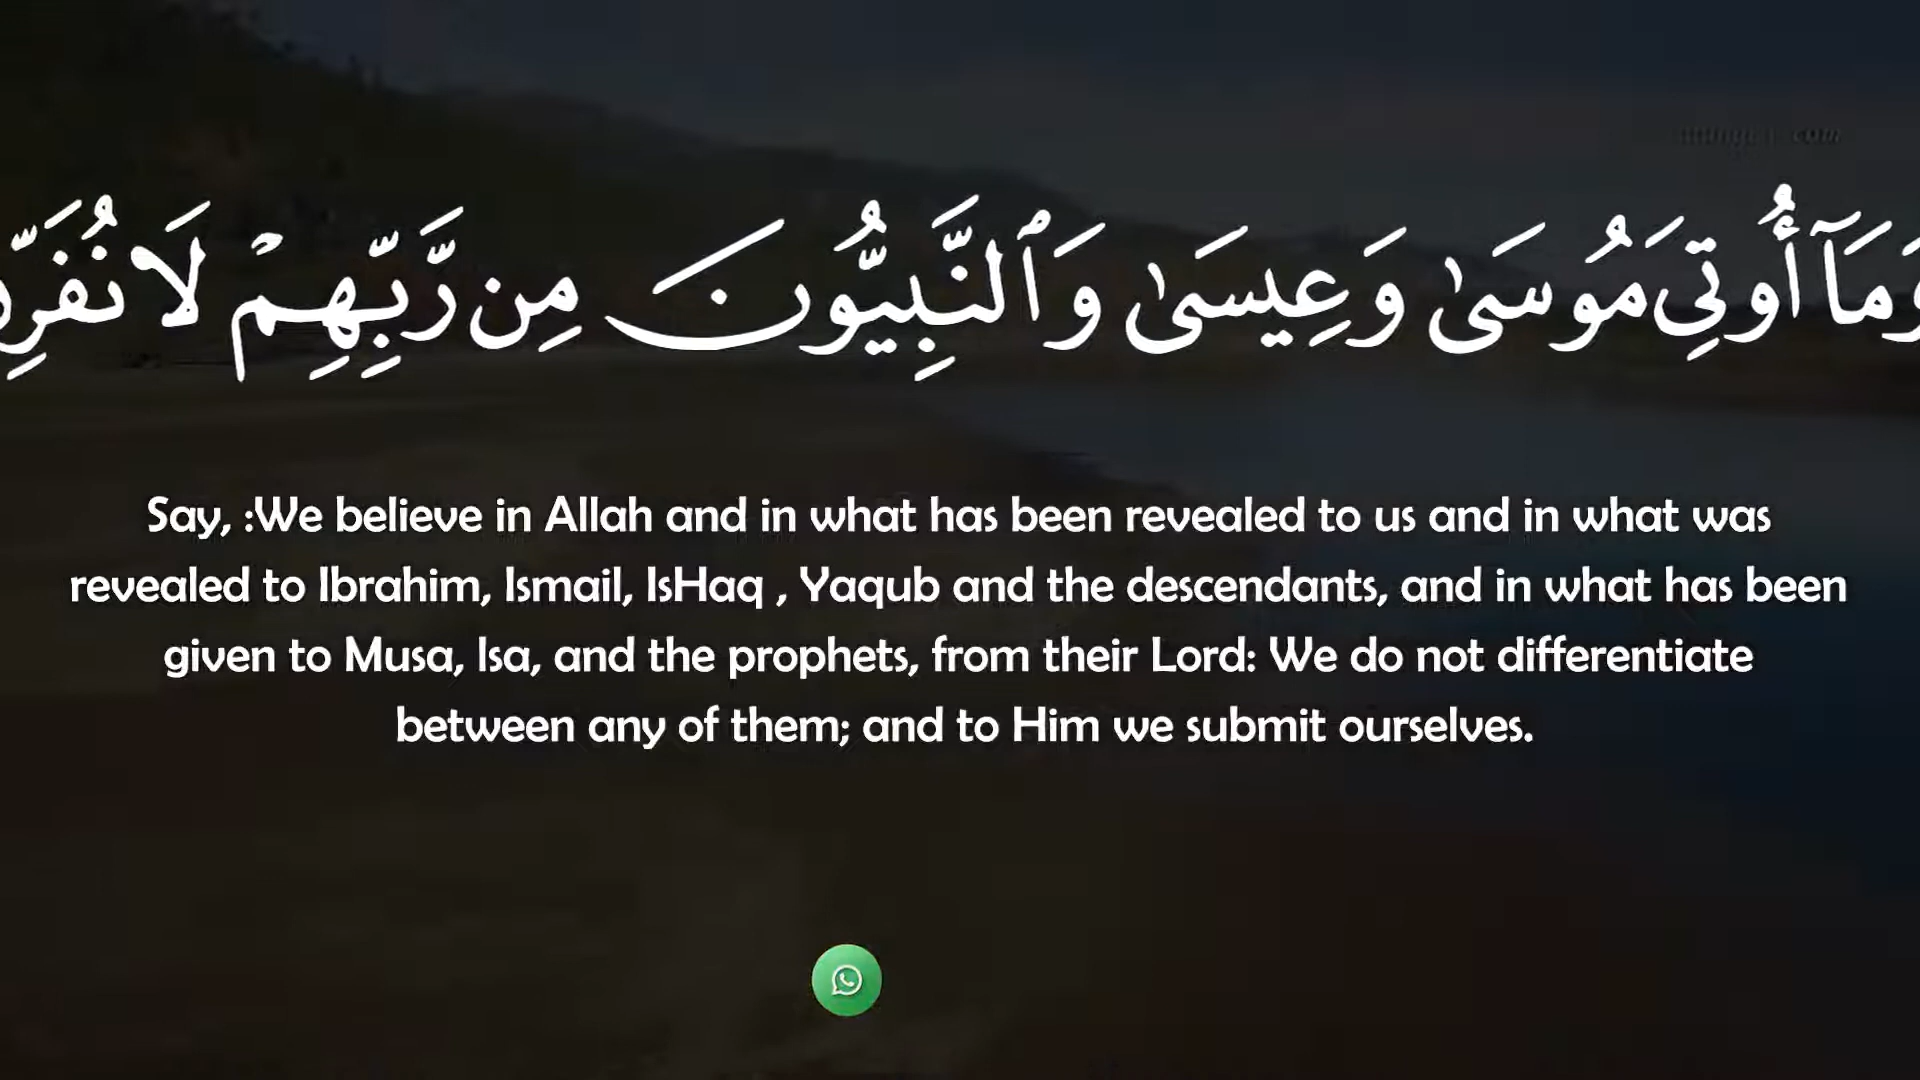 وَمَآ أُوتِيَ مُوسَىٰ وَعِيسَىٰ وَٱلنَّبِيُّونَ مِن رَّبِّهِمْ لَا نُفَرِّ
Say, :We believe in Allah and in what has been revealed to us and in what was
revealed to Ibrahim, Ismail, IsHaq , Yaqub and the descendants, and in what has been
given to Musa, Isa, and the prophets, from their Lord: We do not differentiate
between any of them; and to Him we submit ourselves.